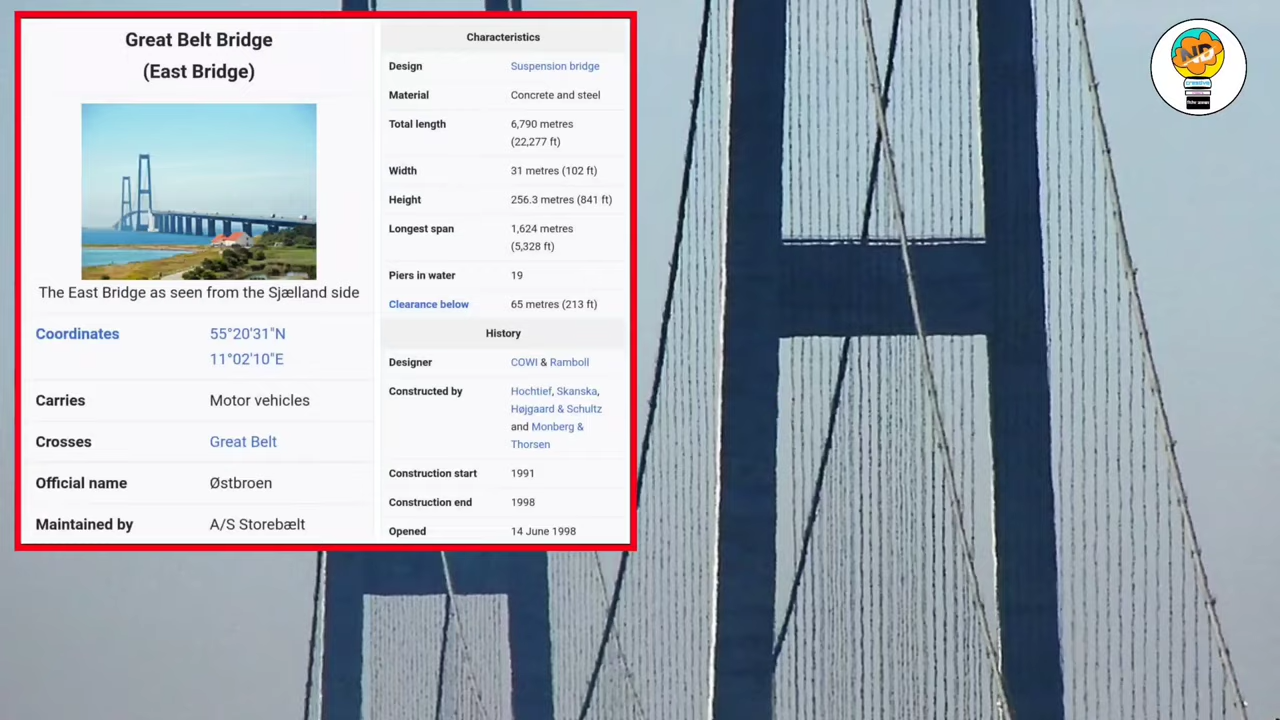 Great Belt Bridge
(East Bridge)
The East Bridge as seen from the Sjælland side
Coordinates 55°20'31"N
11°02'10"E
Carries Motor vehicles
Crosses Great Belt
Official name Østbroen
Maintained by A/S Storebælt
Characteristics
Design Suspension bridge
Material Concrete and steel
Total length 6,790 metres
(22,277 ft)
Width 31 metres (102 ft)
Height 256.3 metres (841 ft)
Longest span 1,624 metres
(5,328 ft)
Piers in water 19
Clearance below 65 metres (213 ft)
History
Designer COWI & Ramboll
Constructed by Hochtief, Skanska,
Højgaard & Schultz
and Monberg &
Thorsen
Construction start 1991
Construction end 1998
Opened 14 June 1998
ND